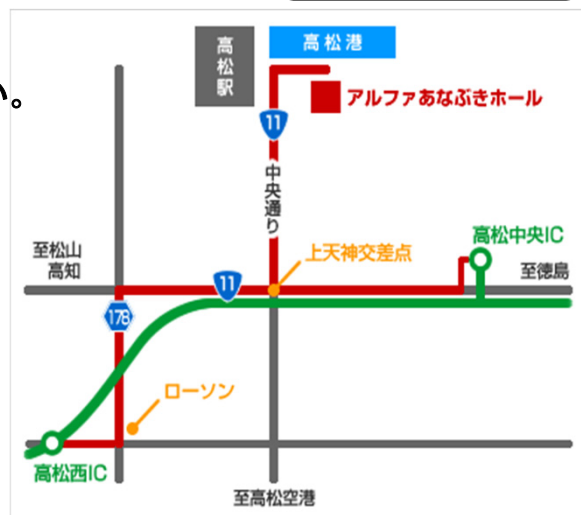 い。
高松駅
高松港
アルファあなぶきホール
11
中央通り
高松中央IC
至松山
高知
上天神交差点
至徳島
11
178
ローソン
高松西IC
至高松空港